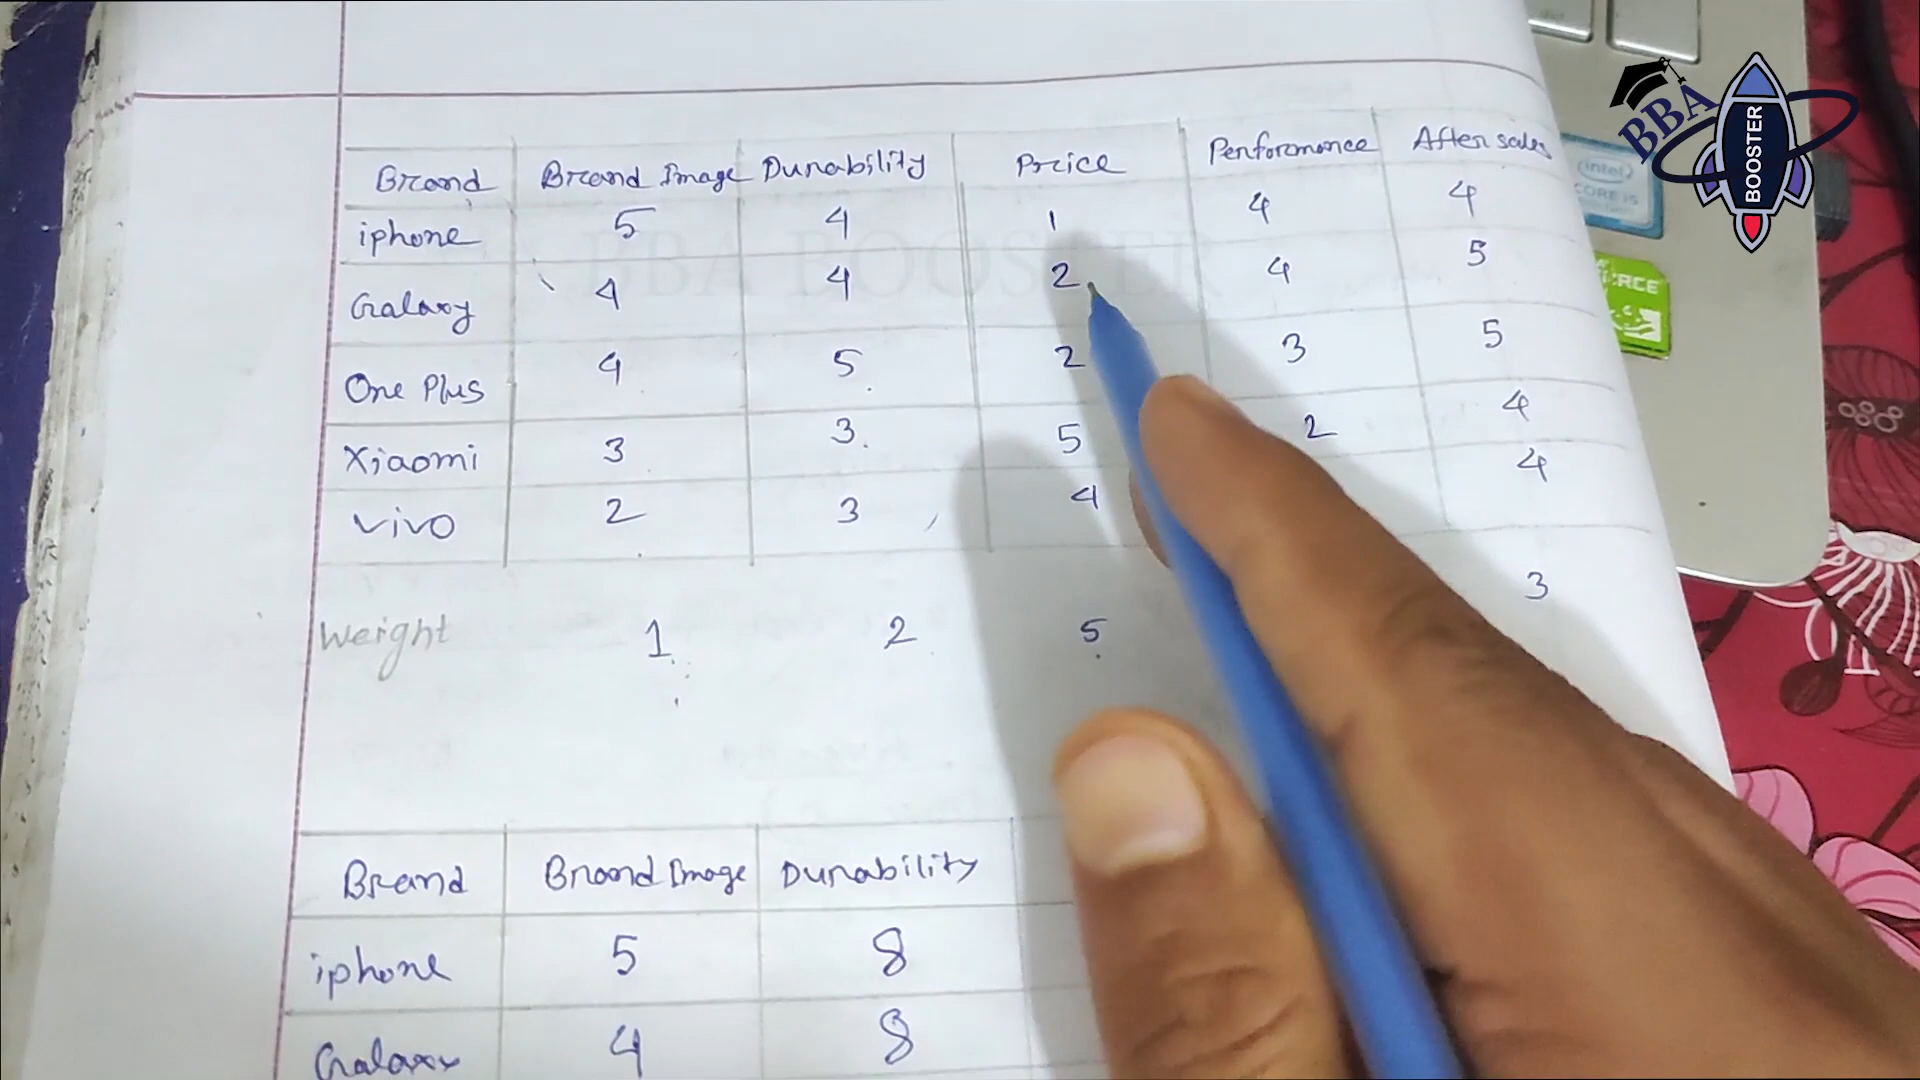 Brand Brand Image Durability Price Performance After sales
iphone 5 4 1 4 4
Galaxy 4 4 2 4 5
One Plus 4 5 2 3 5
Xiaomi 3 3 5 2 4
Vivo 2 3 4 4
Weight 1 2 5 3
Brand Brand Image Durability
iphone 5 8
Galaxy 4 8
BBA BOOSTER
BBA BOOSTER
intel
CORE i5